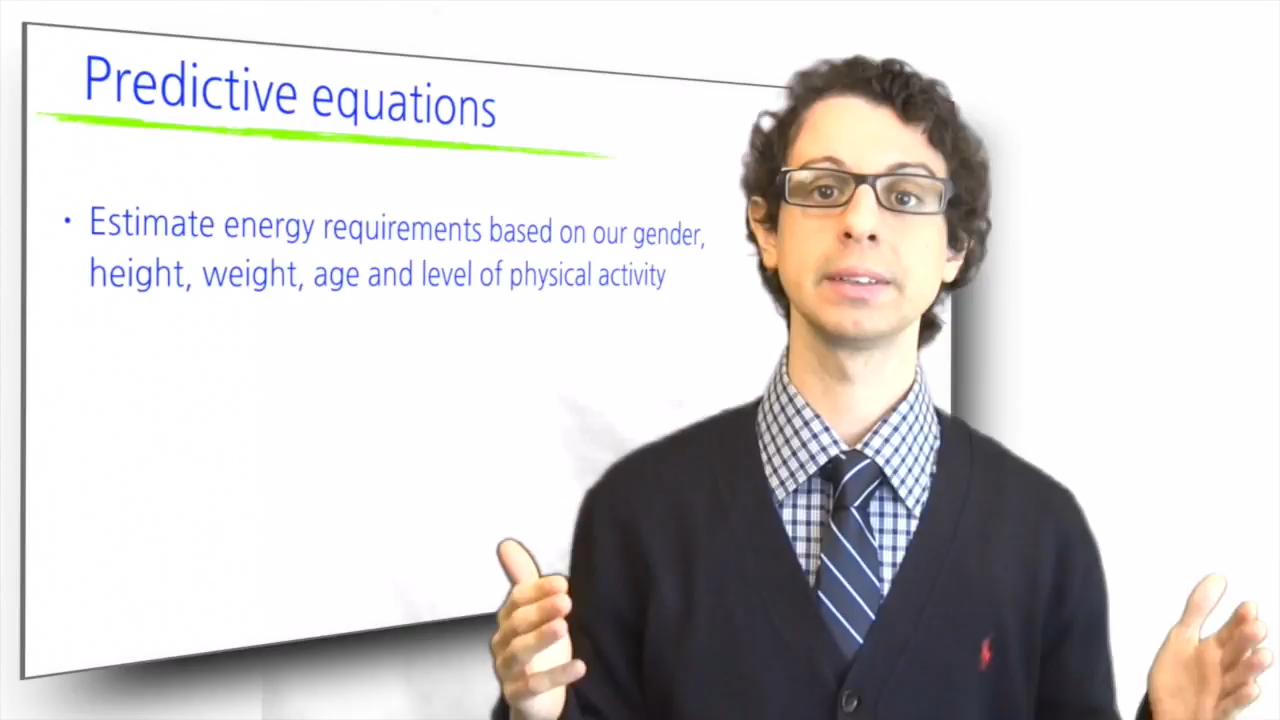 Predictive equations
• Estimate energy requirements based on our gender,
height, weight, age and level of physical activity